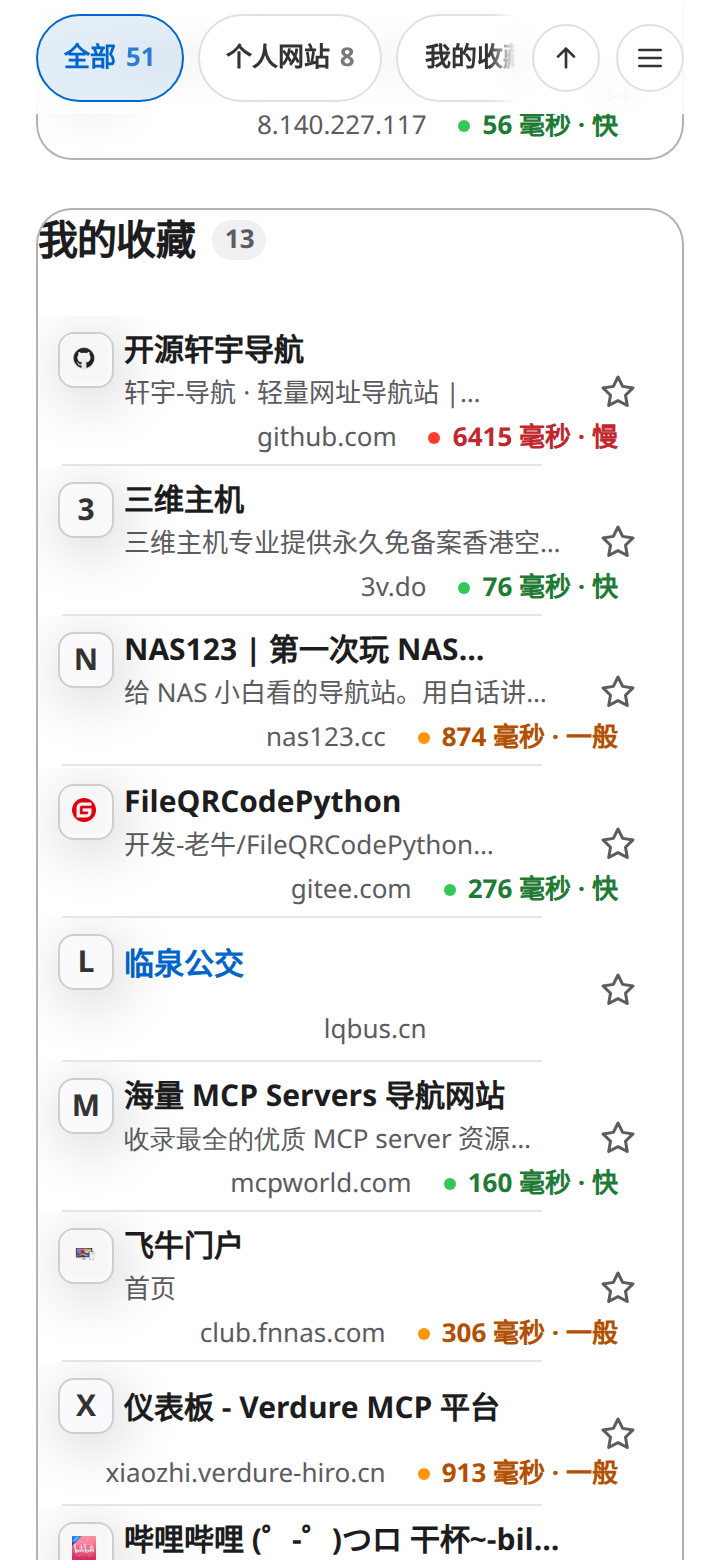 全部 51
个人网站 8
我的收藏
8.140.227.117 56 毫秒 · 快
我的收藏 13
开源轩宇导航
轩宇-导航 · 轻量网址导航站 |...
github.com 6415 毫秒 · 慢
3
三维主机
三维主机专业提供永久免备案香港空...
3v.do 76 毫秒 · 快
N
NAS123 | 第一次玩 NAS...
给 NAS 小白看的导航站。用白话讲...
nas123.cc 874 毫秒 · 一般
G
FileQRCodePython
开发-老牛/FileQRCodePython...
gitee.com 276 毫秒 · 快
L
临泉公交
lqbus.cn
M
海量 MCP Servers 导航网站
收录最全的优质 MCP server 资源...
mcpworld.com 160 毫秒 · 快
飞牛门户
首页
club.fnnas.com 306 毫秒 · 一般
X
仪表板 - Verdure MCP 平台
xiaozhi.verdure-hiro.cn 913 毫秒 · 一般
哔哩哔哩 (゜-゜)つロ 干杯~-bil...